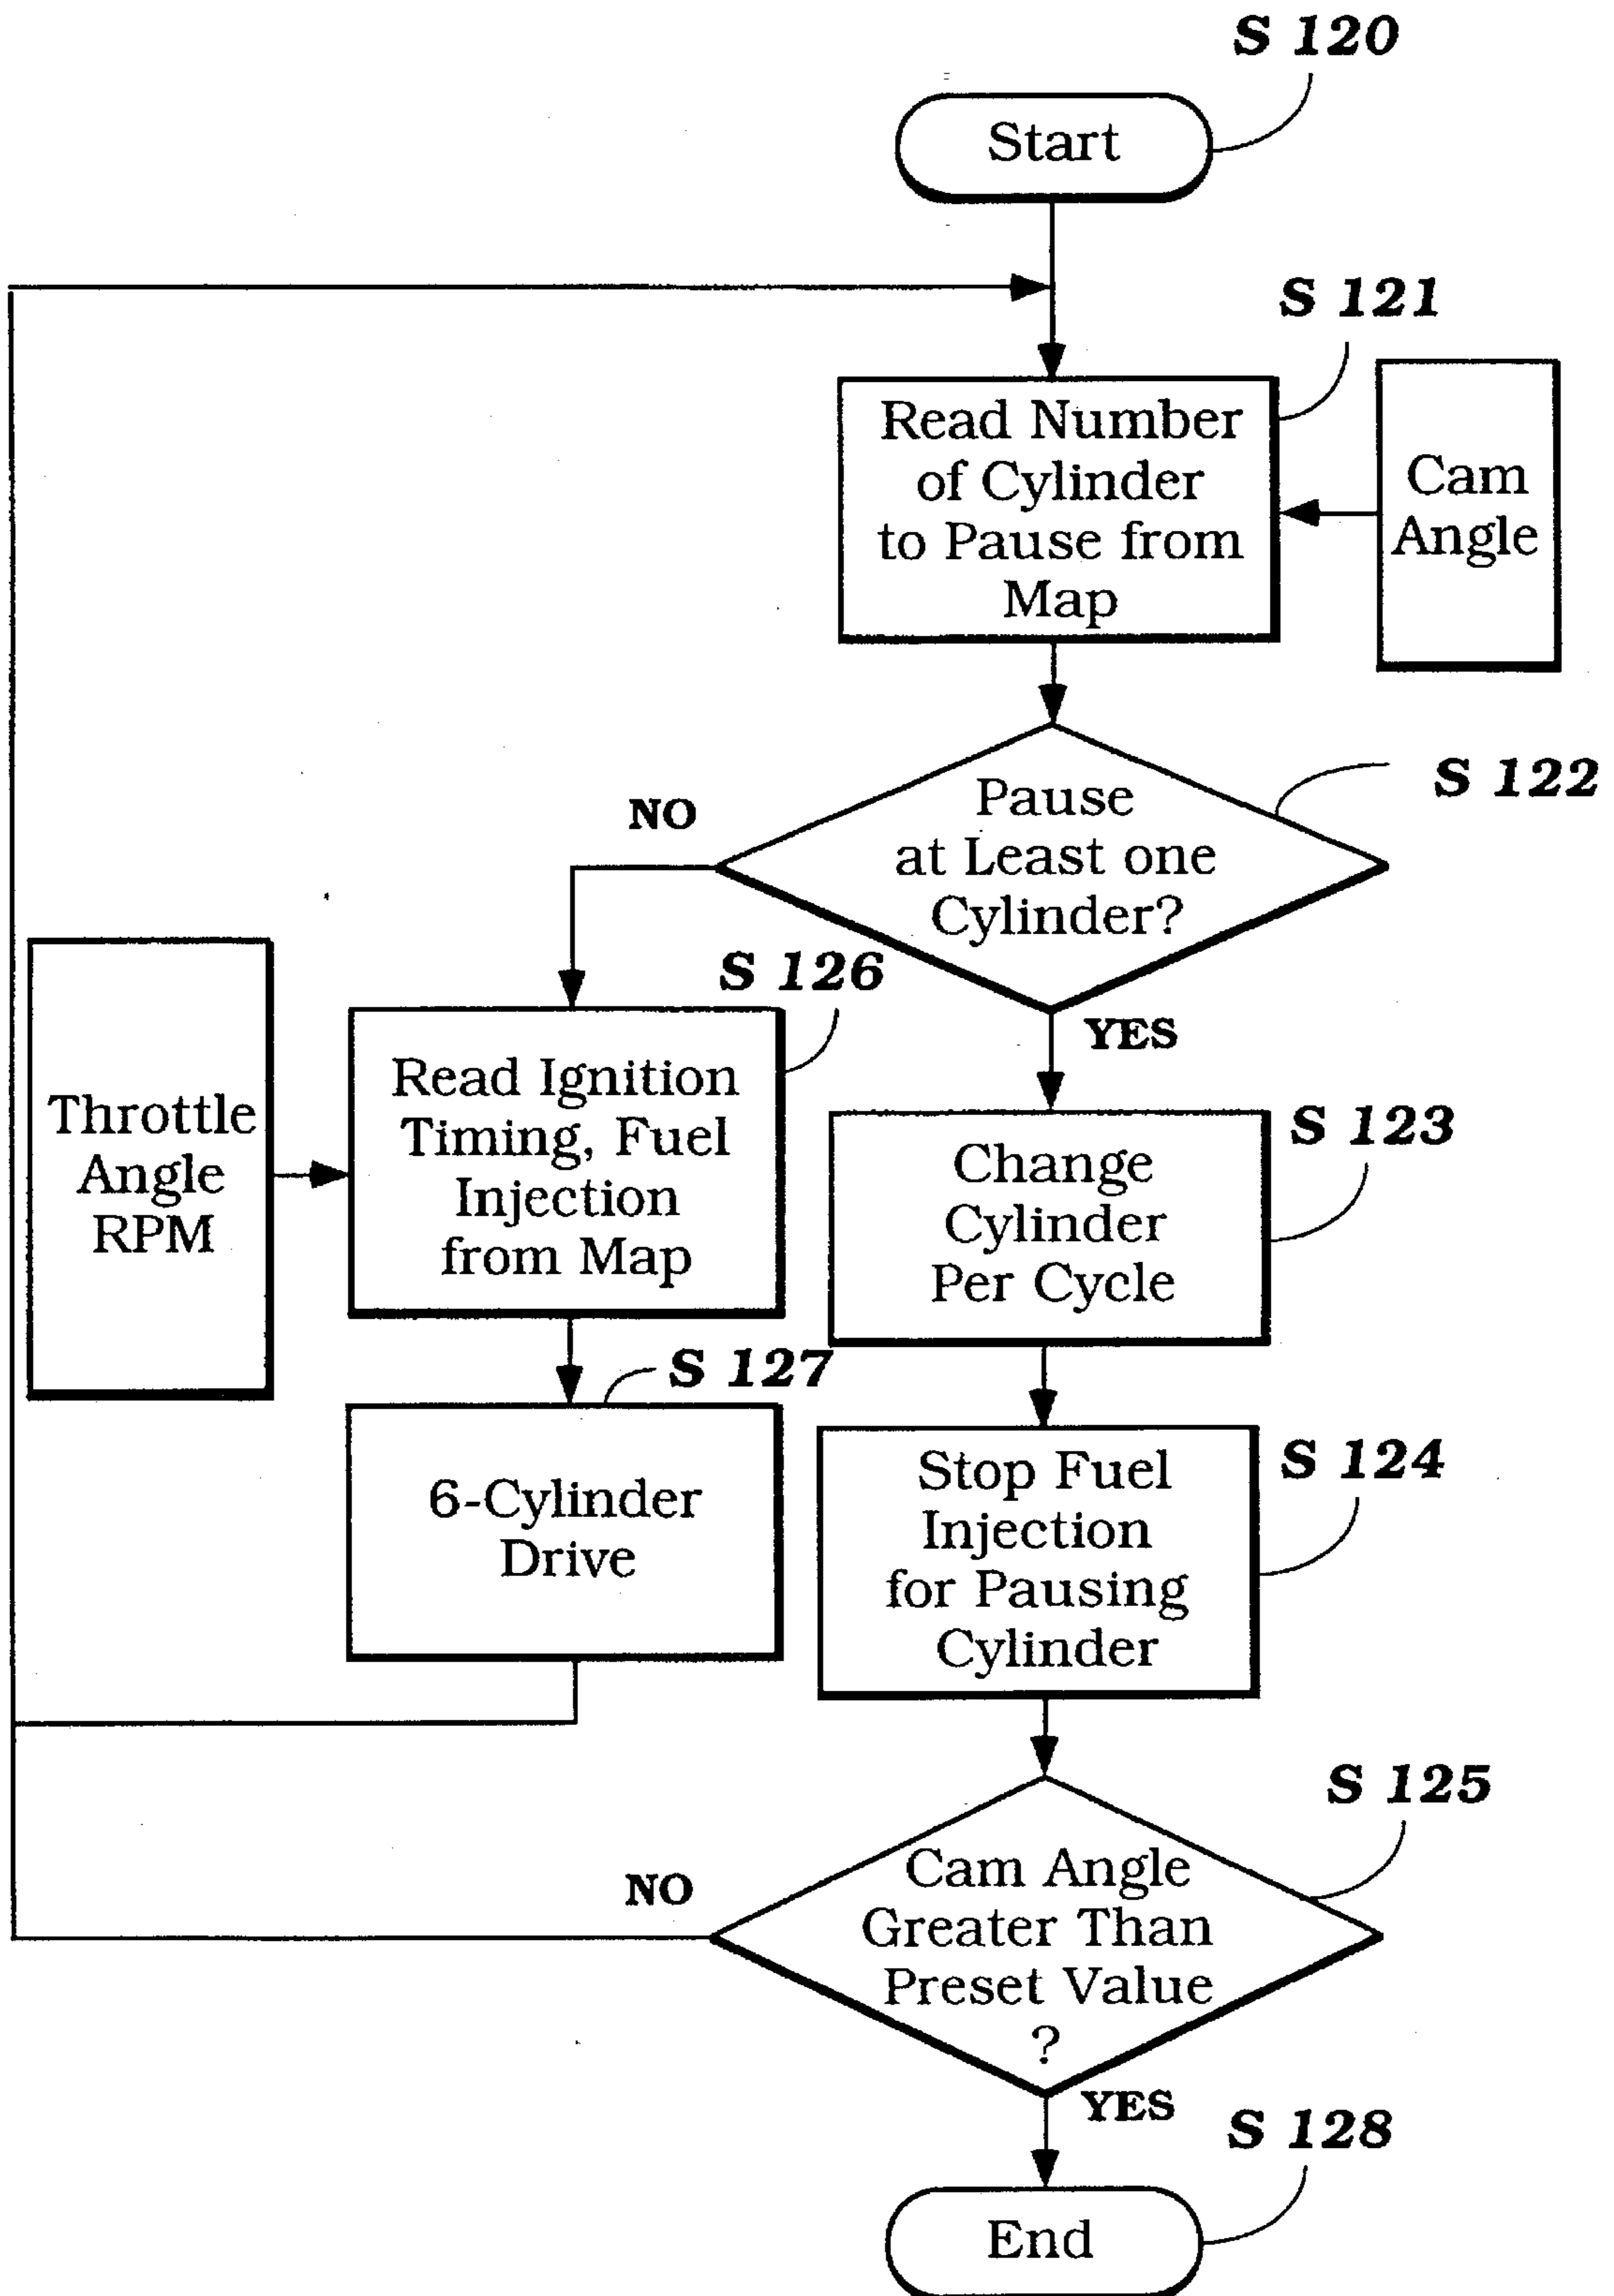 S 120
Start
S 121
Read Number
of Cylinder
to Pause from
Map
Cam
Angle
S 122
Pause
at Least one
Cylinder?
NO
YES
S 126
Throttle
Angle
RPM
Read Ignition
Timing, Fuel
Injection
from Map
S 123
Change
Cylinder
Per Cycle
S 127
6-Cylinder
Drive
S 124
Stop Fuel
Injection
for Pausing
Cylinder
S 125
Cam Angle
Greater Than
Preset Value
?
NO
YES
S 128
End